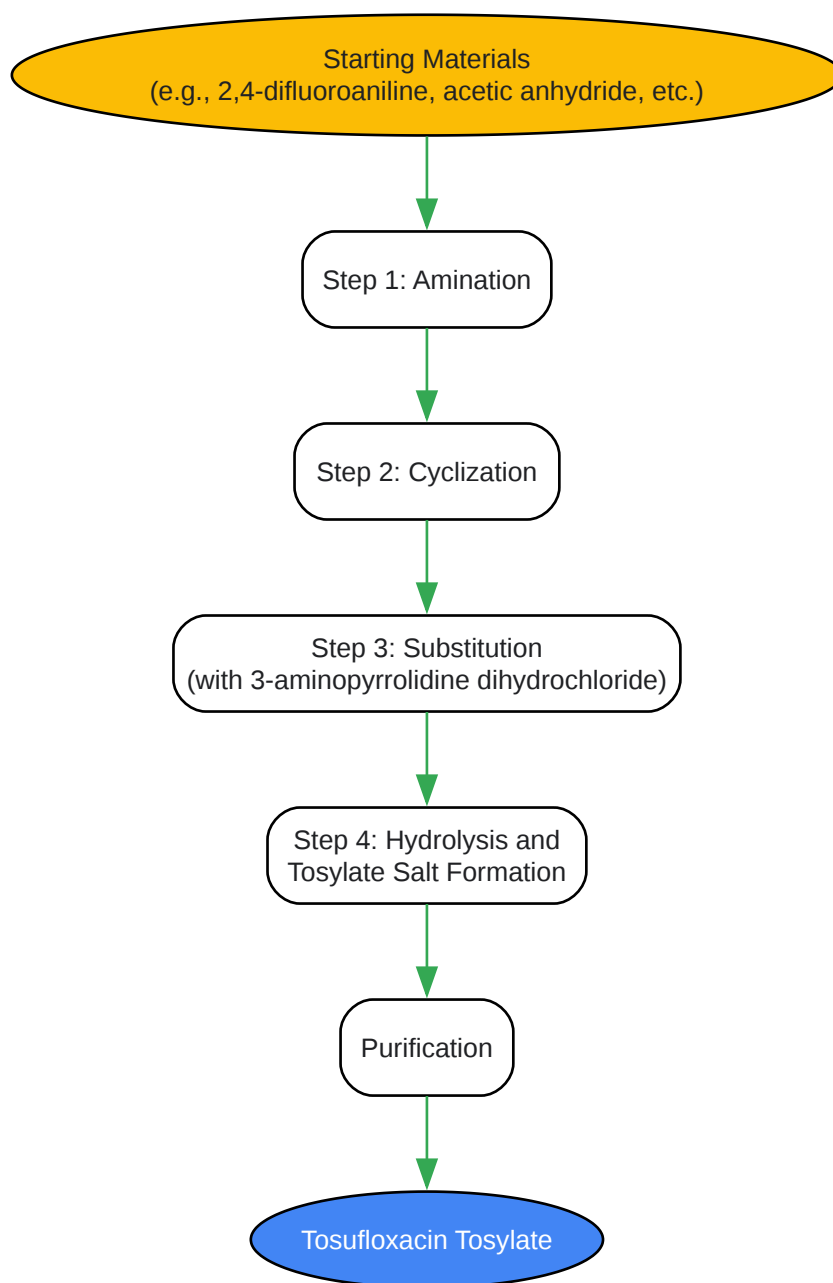 Starting Materials
(e.g., 2,4-difluoroaniline, acetic anhydride, etc.)
Step 1: Amination
Step 2: Cyclization
Step 3: Substitution
(with 3-aminopyrrolidine dihydrochloride)
Step 4: Hydrolysis and
Tosylate Salt Formation
Purification
Tosufloxacin Tosylate